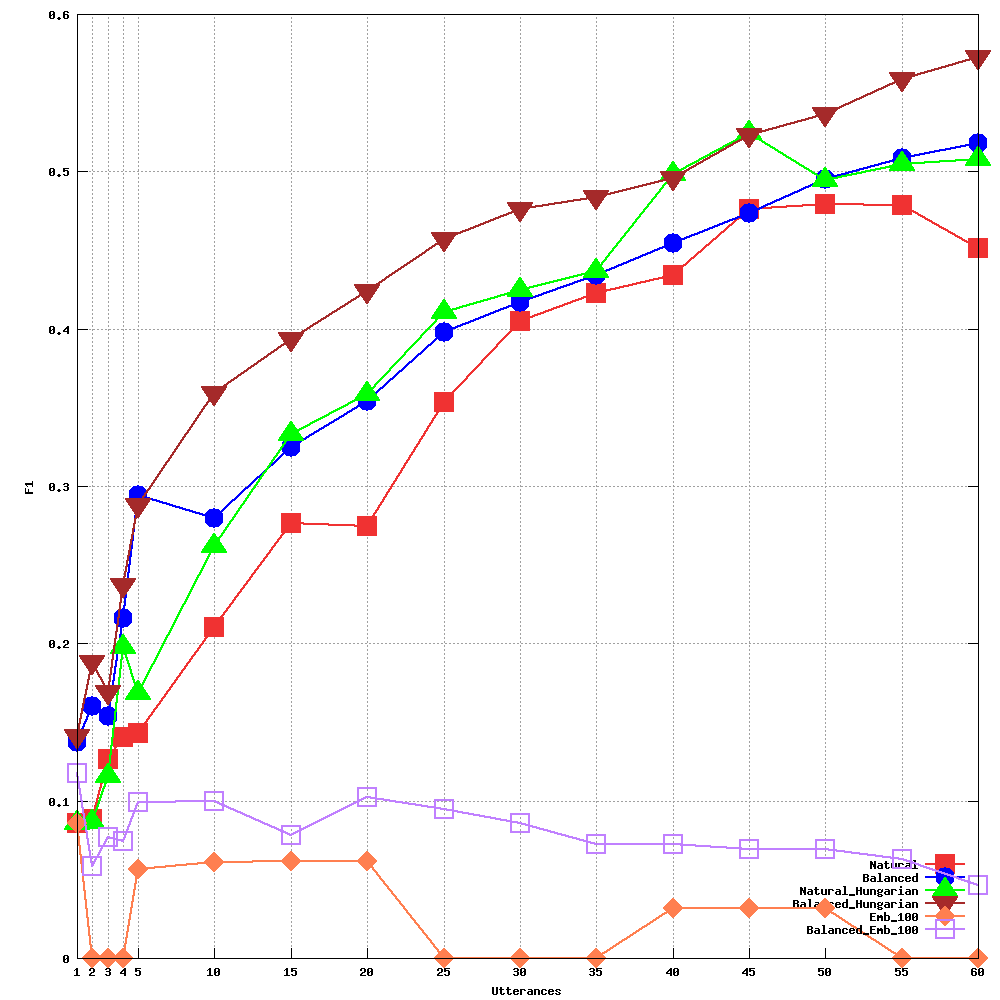 0.6
0.5
0.4
0.3
0.2
0.1
0
F1
Natural
Balanced
Natural_Hungarian
Balanced_Hungarian
Emb_100
Balanced_Emb_100
1 2 3 4 5 10 15 20 25 30 35 40 45 50 55 60
Utterances